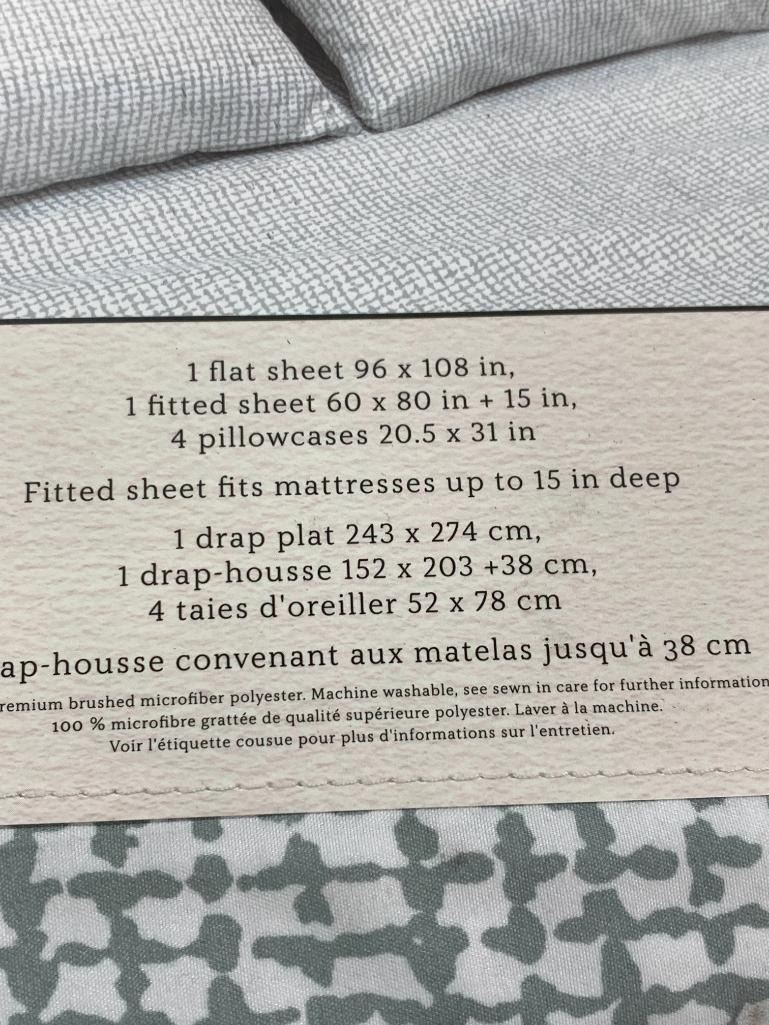 1 flat sheet 96 x 108 in,
1 fitted sheet 60 x 80 in + 15 in,
4 pillowcases 20.5 x 31 in
Fitted sheet fits mattresses up to 15 in deep
1 drap plat 243 x 274 cm,
1 drap-housse 152 x 203 +38 cm,
4 taies d'oreiller 52 x 78 cm
ap-housse convenant aux matelas jusqu'à 38 cm
remium brushed microfiber polyester. Machine washable, see sewn in care for further information
100 % microfibre grattée de qualité supérieure polyester. Laver à la machine.
Voir l'étiquette cousue pour plus d'informations sur l'entretien.